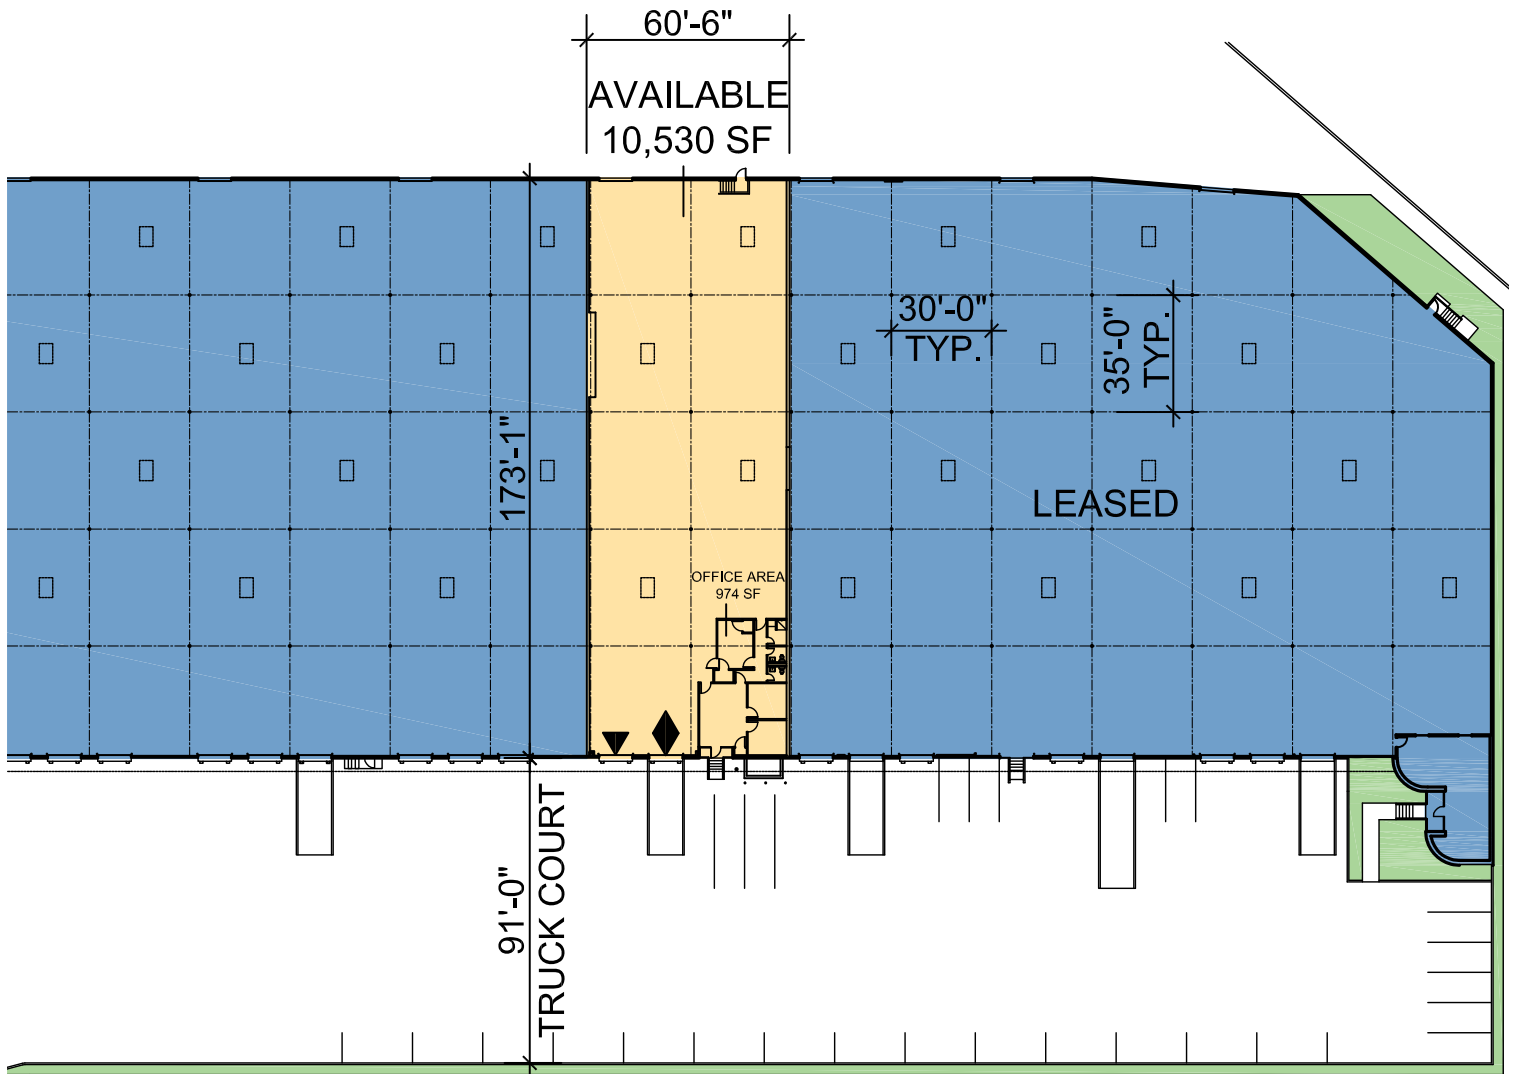 60'-6"
AVAILABLE
10,530 SF
30'-0"
TYP.
35'-0"
TYP.
173'-1"
LEASED
OFFICE AREA
974 SF
91'-0"
TRUCK COURT